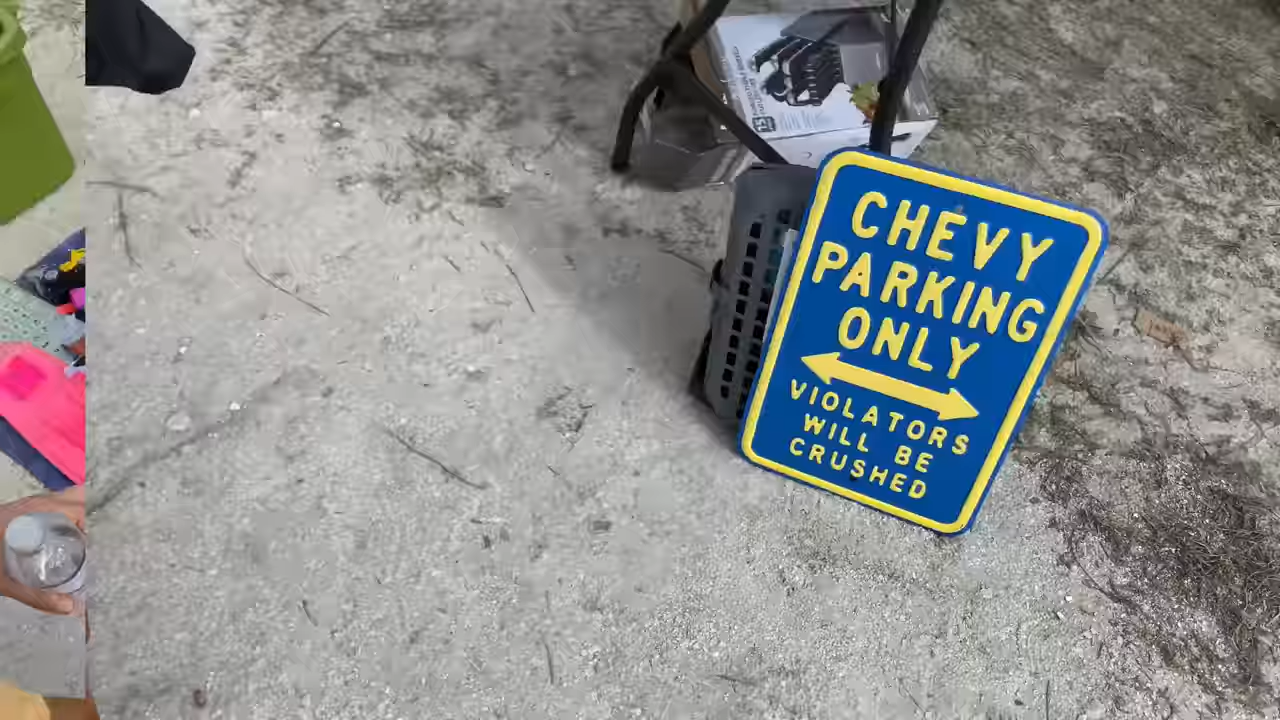 CHEVY
PARKING
ONLY
VIOLATORS
WILL BE
CRUSHED